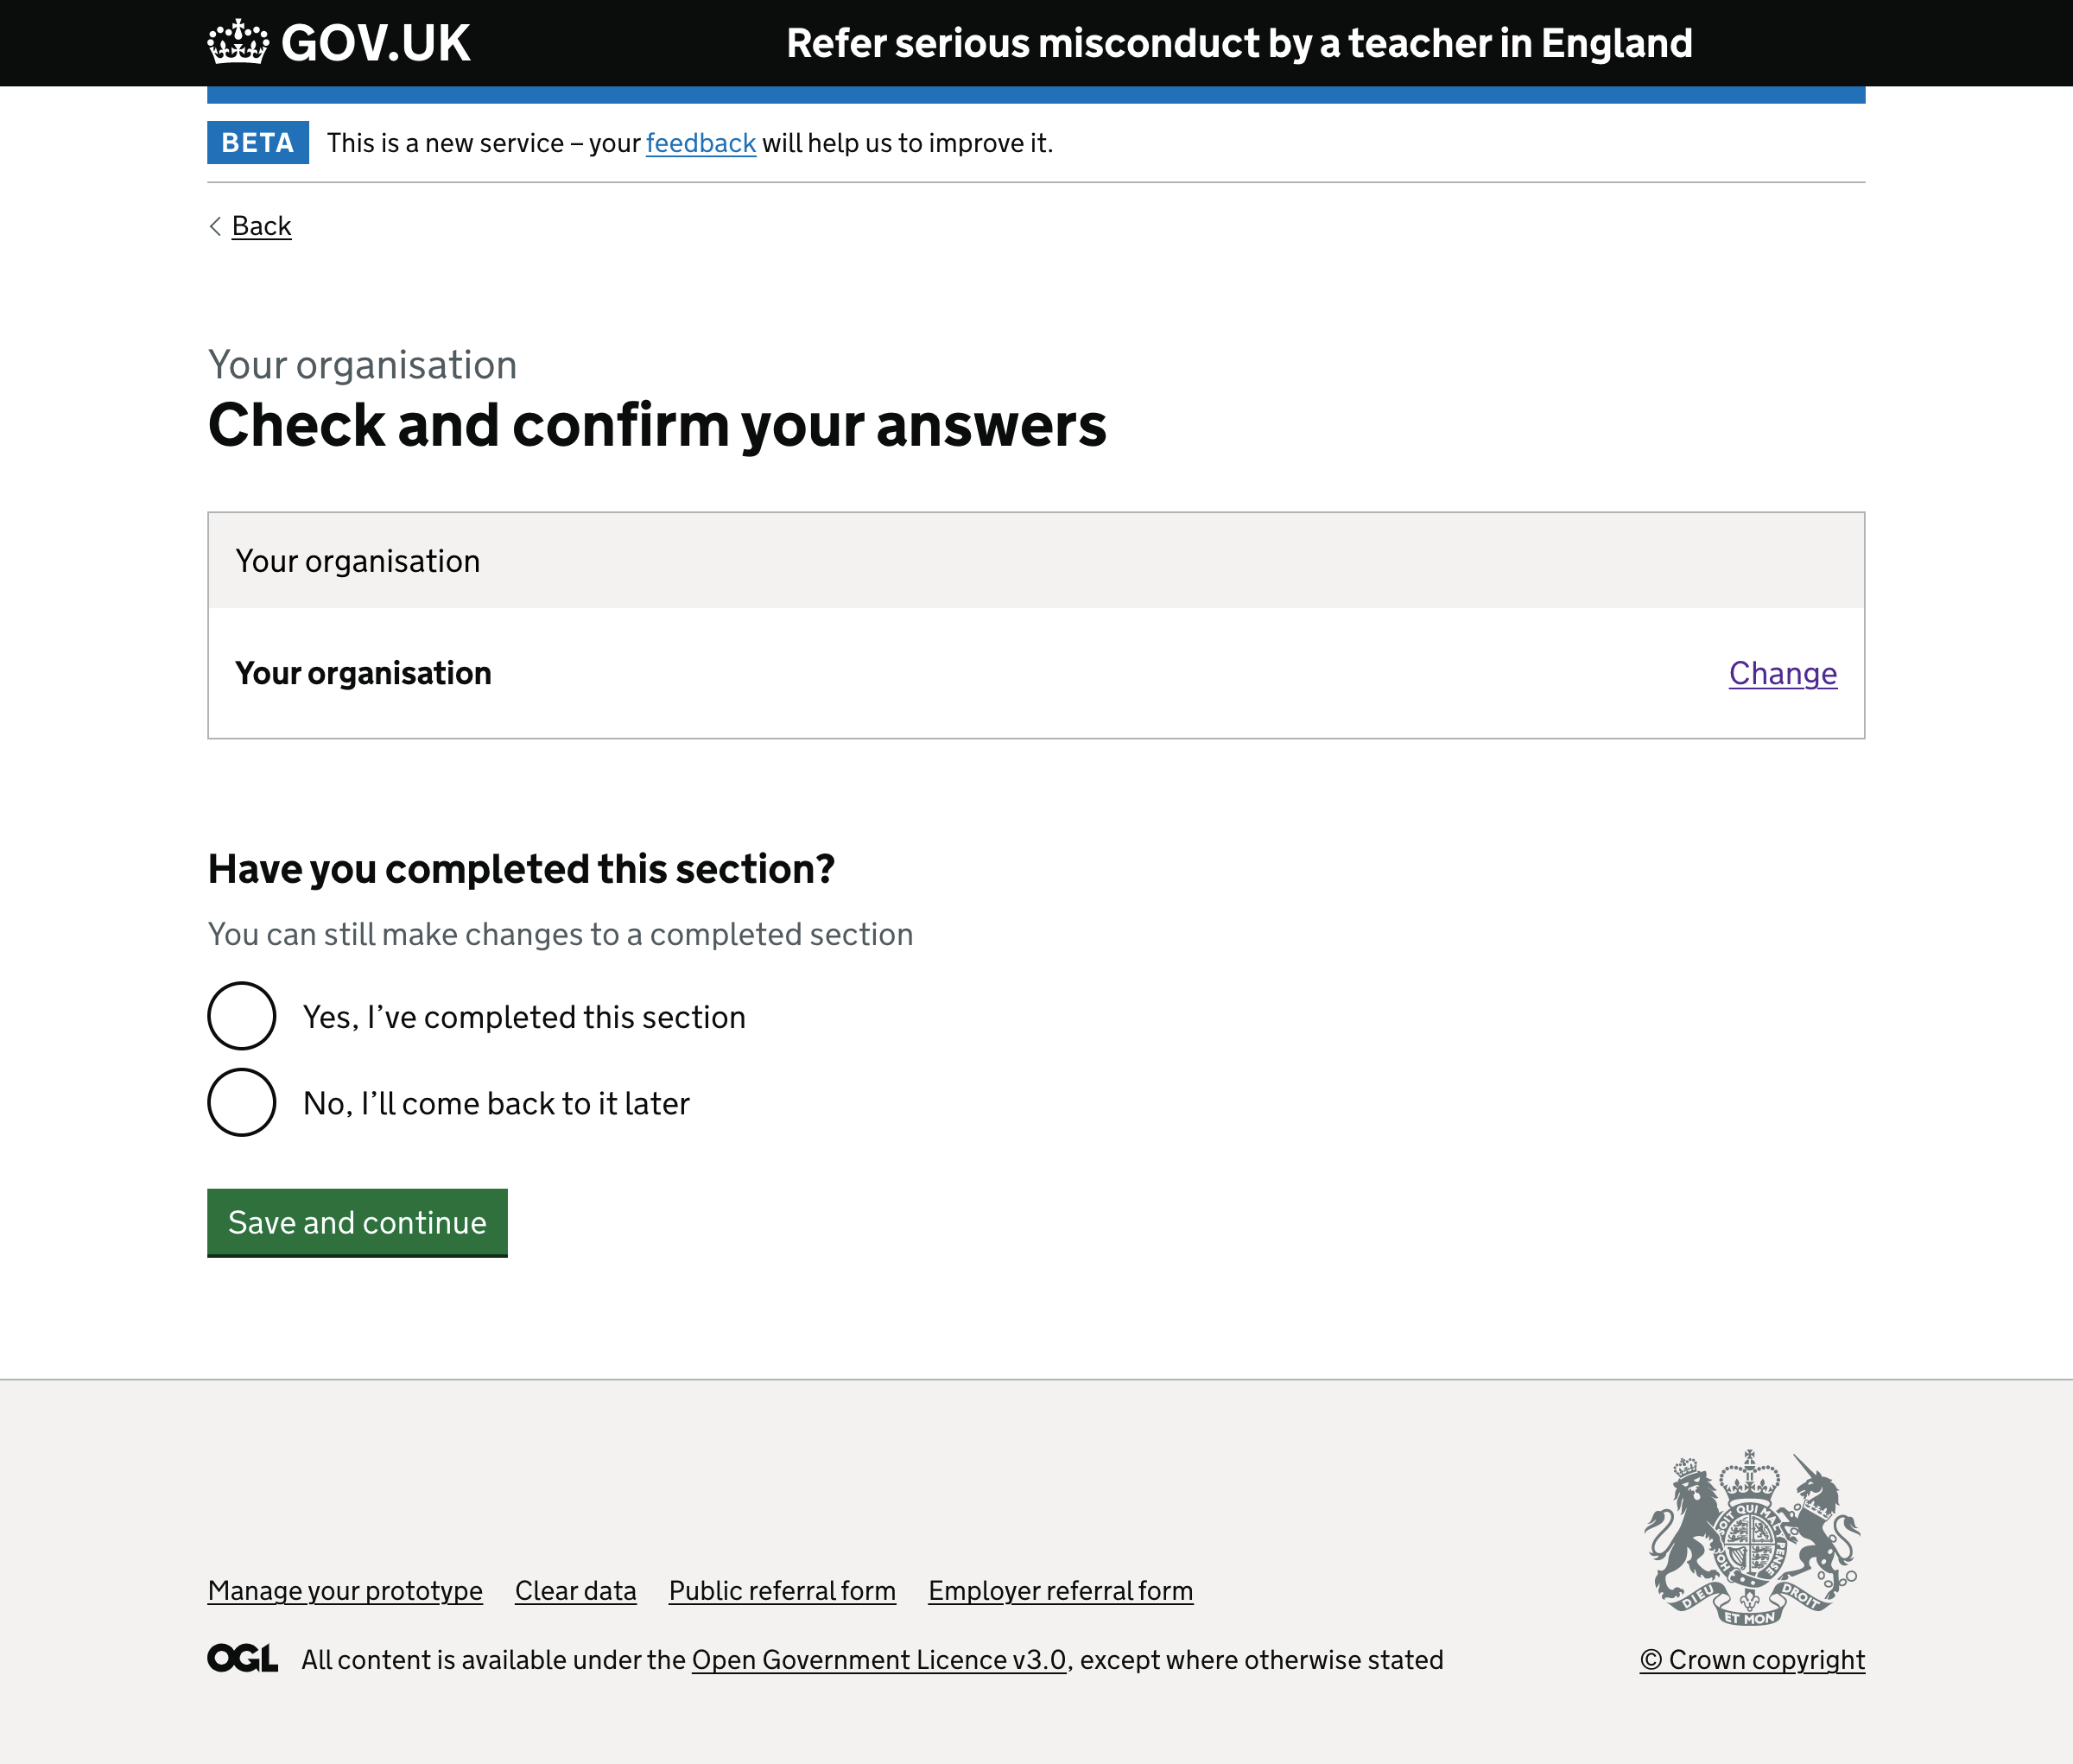 GOV.UK
Refer serious misconduct by a teacher in England
BETA
This is a new service – your feedback will help us to improve it.
Back
Your organisation
Check and confirm your answers
Your organisation
Your organisation
Change
Have you completed this section?
You can still make changes to a completed section
Yes, I’ve completed this section
No, I’ll come back to it later
Save and continue
Manage your prototype
Clear data
Public referral form
Employer referral form
DIEU ET MON DROIT
OGL
All content is available under the Open Government Licence v3.0, except where otherwise stated
© Crown copyright